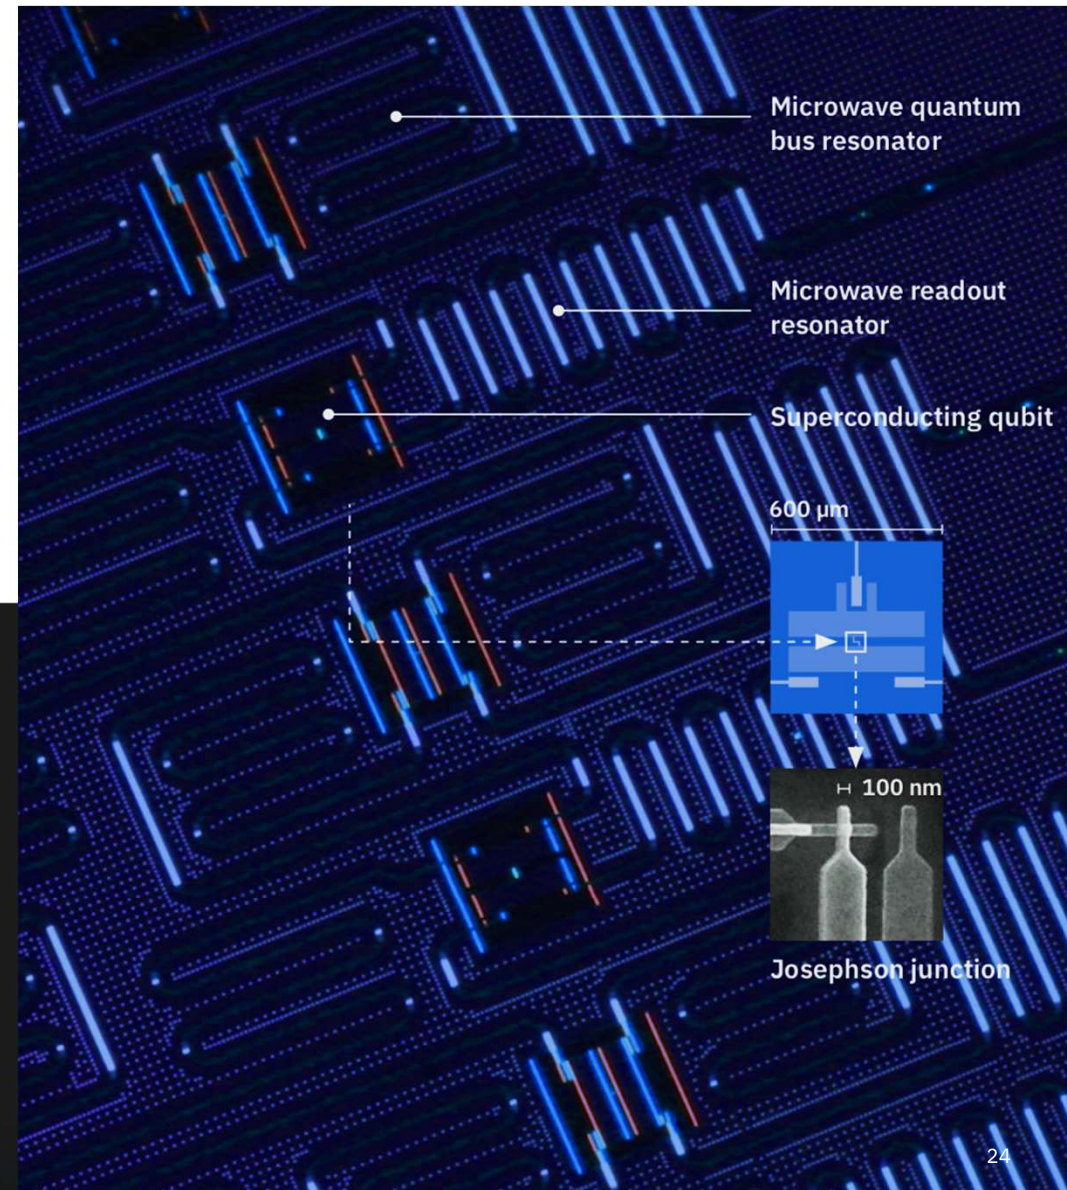 Microwave quantum
bus resonator
Microwave readout
resonator
Superconducting qubit
600 µm
100 nm
Josephson junction
24